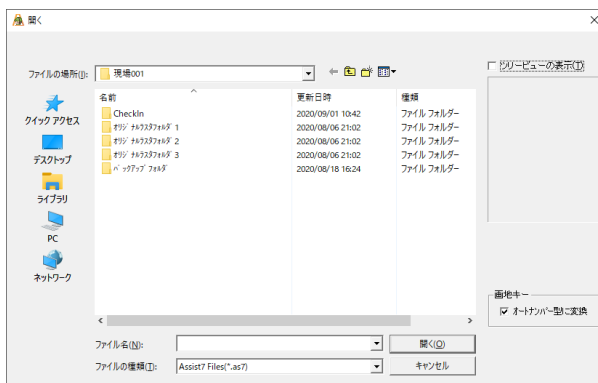 開く
ファイルの場所(I):
現場001
ツリービューの表示(T)
クイック アクセス
デスクトップ
ライブラリ
PC
ネットワーク
名前
更新日時
種類
CheckIn
2020/09/01 10:42
ファイル フォルダー
ｵﾘｼﾞﾅﾙﾏｽﾀﾌｫﾙﾀﾞ1
2020/08/06 21:02
ファイル フォルダー
ｵﾘｼﾞﾅﾙﾏｽﾀﾌｫﾙﾀﾞ2
2020/08/06 21:02
ファイル フォルダー
ｵﾘｼﾞﾅﾙﾏｽﾀﾌｫﾙﾀﾞ3
2020/08/06 21:02
ファイル フォルダー
ﾊﾞｯｸｱｯﾌﾟﾌｫﾙﾀﾞ
2020/08/18 16:24
ファイル フォルダー
画地キー
オートナンバー型に変換
ファイル名(N):
開く(O)
ファイルの種類(T):
Assist7 Files(*.as7)
キャンセル